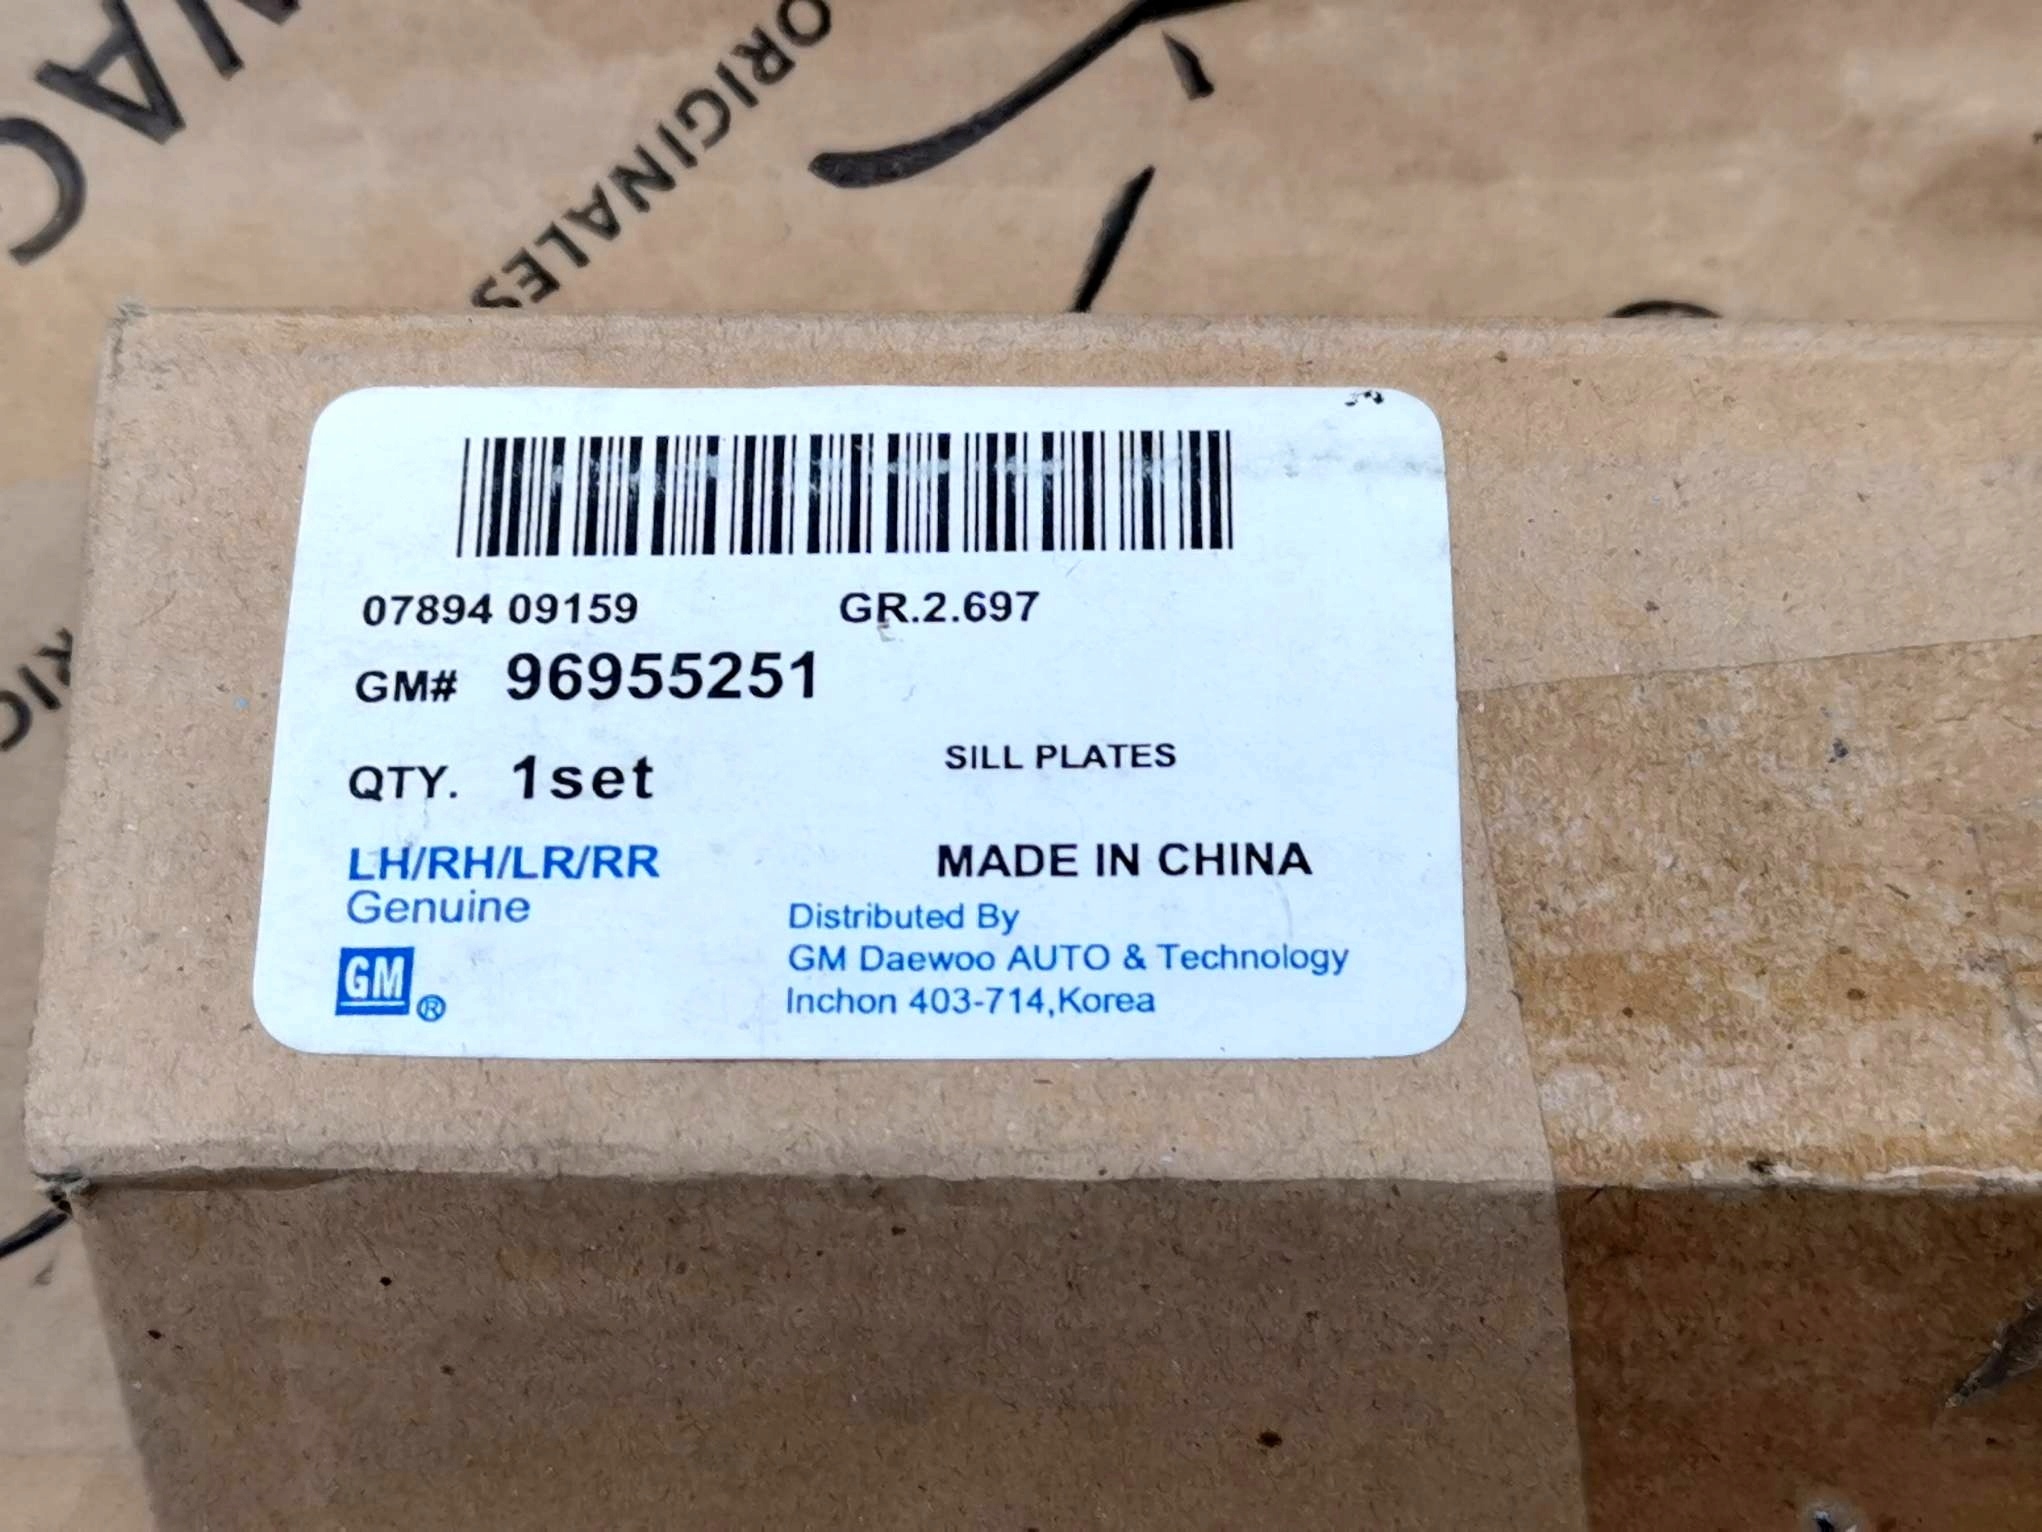 ORIGINALES
07894 09159 GR.2.697
GM# 96955251
QTY. 1set SILL PLATES
LH/RH/LR/RR MADE IN CHINA
Genuine
Distributed By
GM Daewoo AUTO & Technology
Inchon 403-714,Korea
GM ®